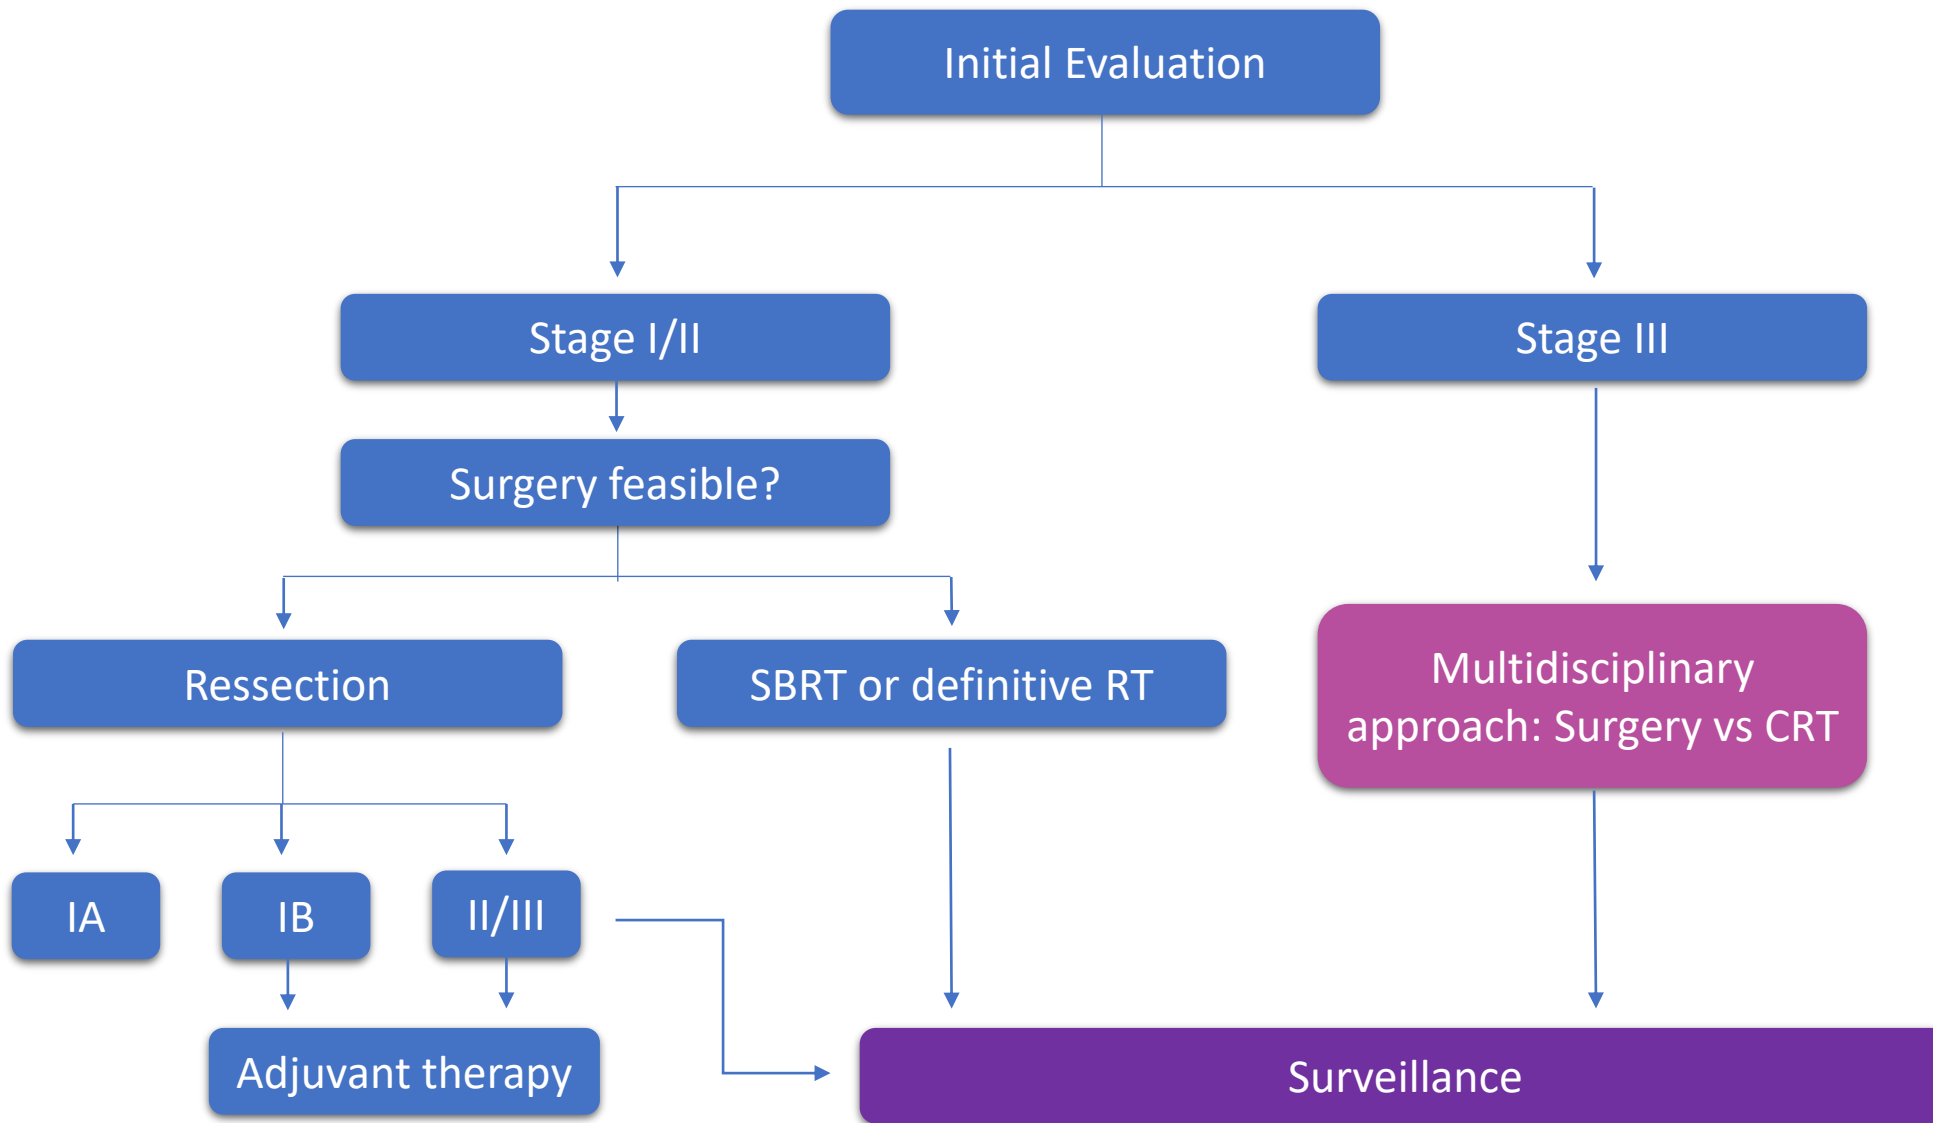 Initial Evaluation
Stage I/II
Stage III
Surgery feasible?
Ressection
SBRT or definitive RT
Multidisciplinary
approach: Surgery vs CRT
IA
IB
II/III
Adjuvant therapy
Surveillance